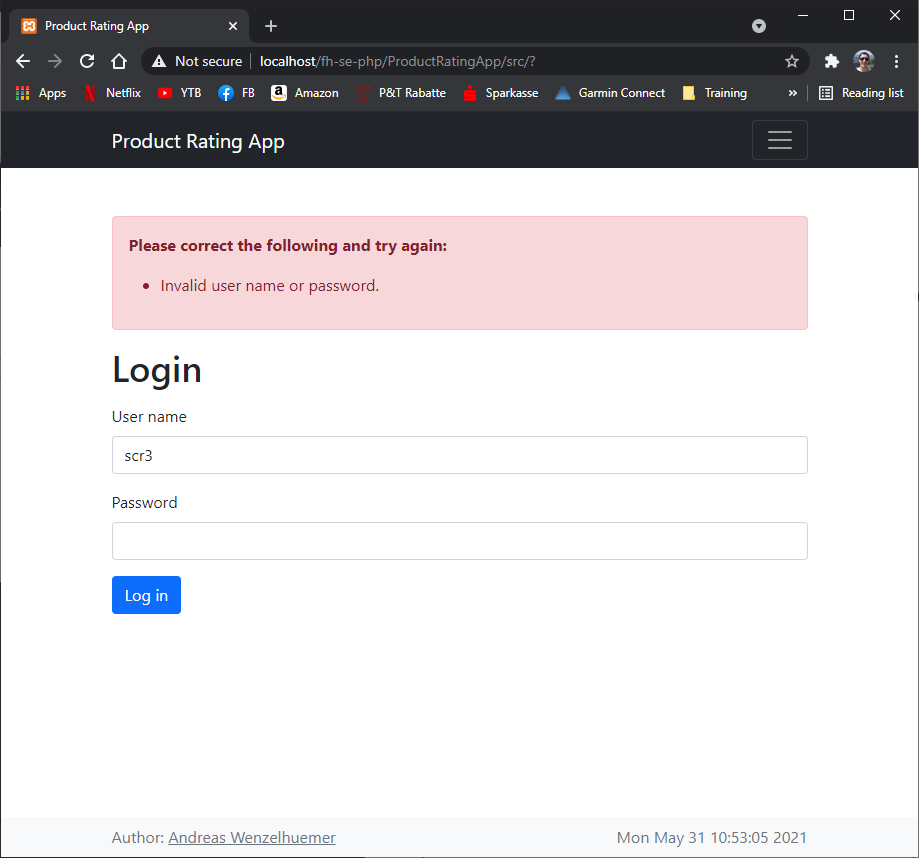 Product Rating App
Not secure localhost/fh-se-php/ProductRatingApp/src/?
Apps Netflix YTB FB Amazon P&T Rabatte Sparkasse Garmin Connect Training » Reading list
Product Rating App
Please correct the following and try again:
• Invalid user name or password.
Login
User name
scr3
Password
Log in
Author: Andreas Wenzelhuemer Mon May 31 10:53:05 2021